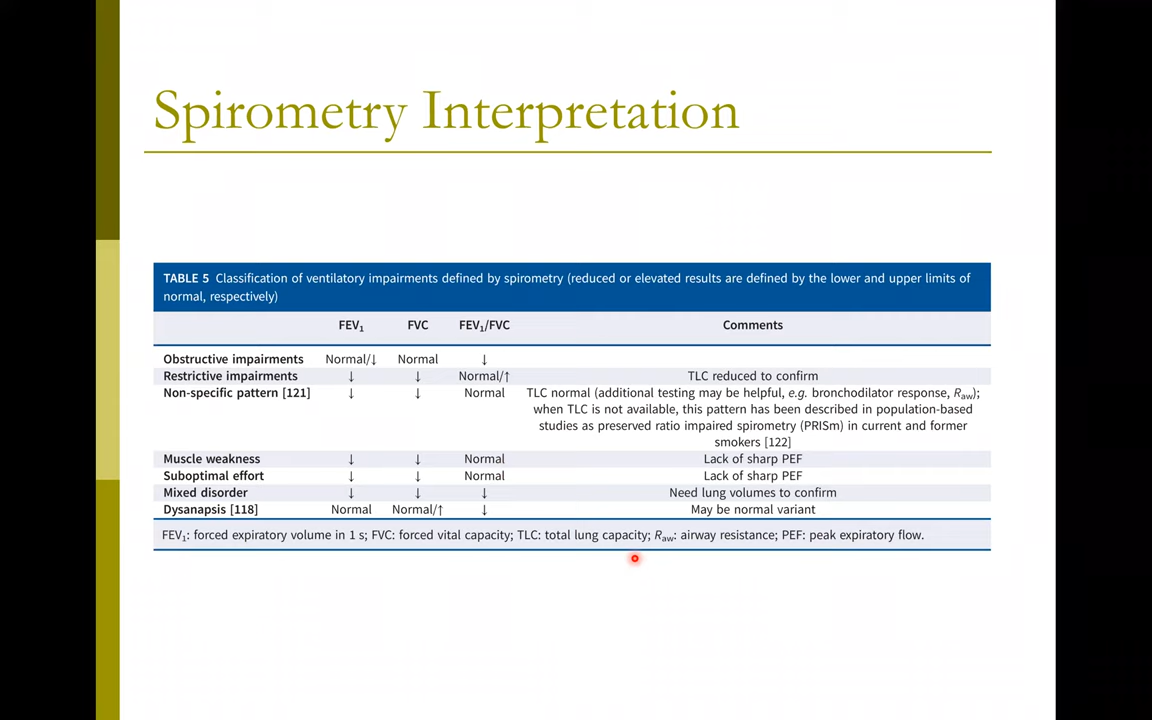 Spirometry Interpretation
TABLE 5 Classification of ventilatory impairments defined by spirometry (reduced or elevated results are defined by the lower and upper limits of
normal, respectively)
FEV₁ FVC FEV₁/FVC Comments
Obstructive impairments Normal/↓ Normal ↓
Restrictive impairments ↓ ↓ Normal/↑ TLC reduced to confirm
Non-specific pattern [121] ↓ ↓ Normal TLC normal (additional testing may be helpful, e.g. bronchodilator response, Raw);
when TLC is not available, this pattern has been described in population-based
studies as preserved ratio impaired spirometry (PRISm) in current and former
smokers [122]
Muscle weakness ↓ ↓ Normal Lack of sharp PEF
Suboptimal effort ↓ ↓ Normal Lack of sharp PEF
Mixed disorder ↓ ↓ ↓ Need lung volumes to confirm
Dysanapsis [118] Normal Normal/↑ ↓ May be normal variant
FEV₁: forced expiratory volume in 1 s; FVC: forced vital capacity; TLC: total lung capacity; Raw: airway resistance; PEF: peak expiratory flow.